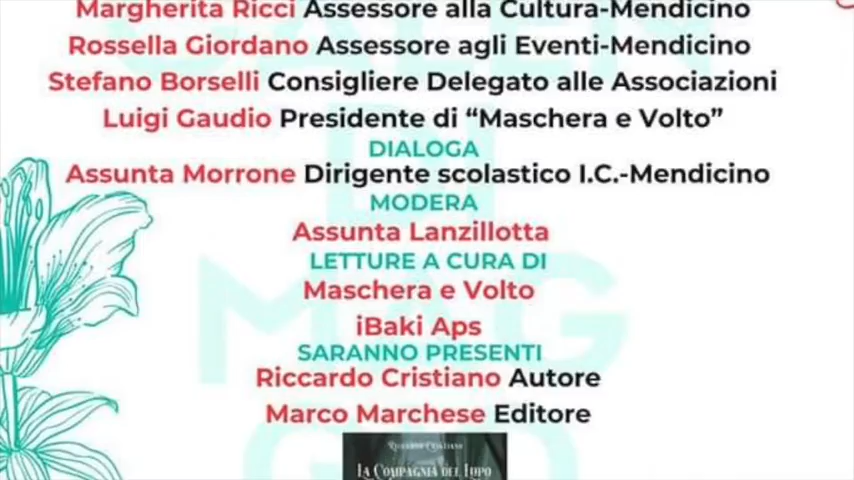 Margherita Ricci Assessore alla Cultura-Mendicino
Rossella Giordano Assessore agli Eventi-Mendicino
Stefano Borselli Consigliere Delegato alle Associazioni
Luigi Gaudio Presidente di “Maschera e Volto”
DIALOGA
Assunta Morrone Dirigente scolastico I.C.-Mendicino
MODERA
Assunta Lanzillotta
LETTURE A CURA DI
Maschera e Volto
iBaki Aps
SARANNO PRESENTI
Riccardo Cristiano Autore
Marco Marchese Editore
Riccardo Cristiano
La Compagnia del Lupo